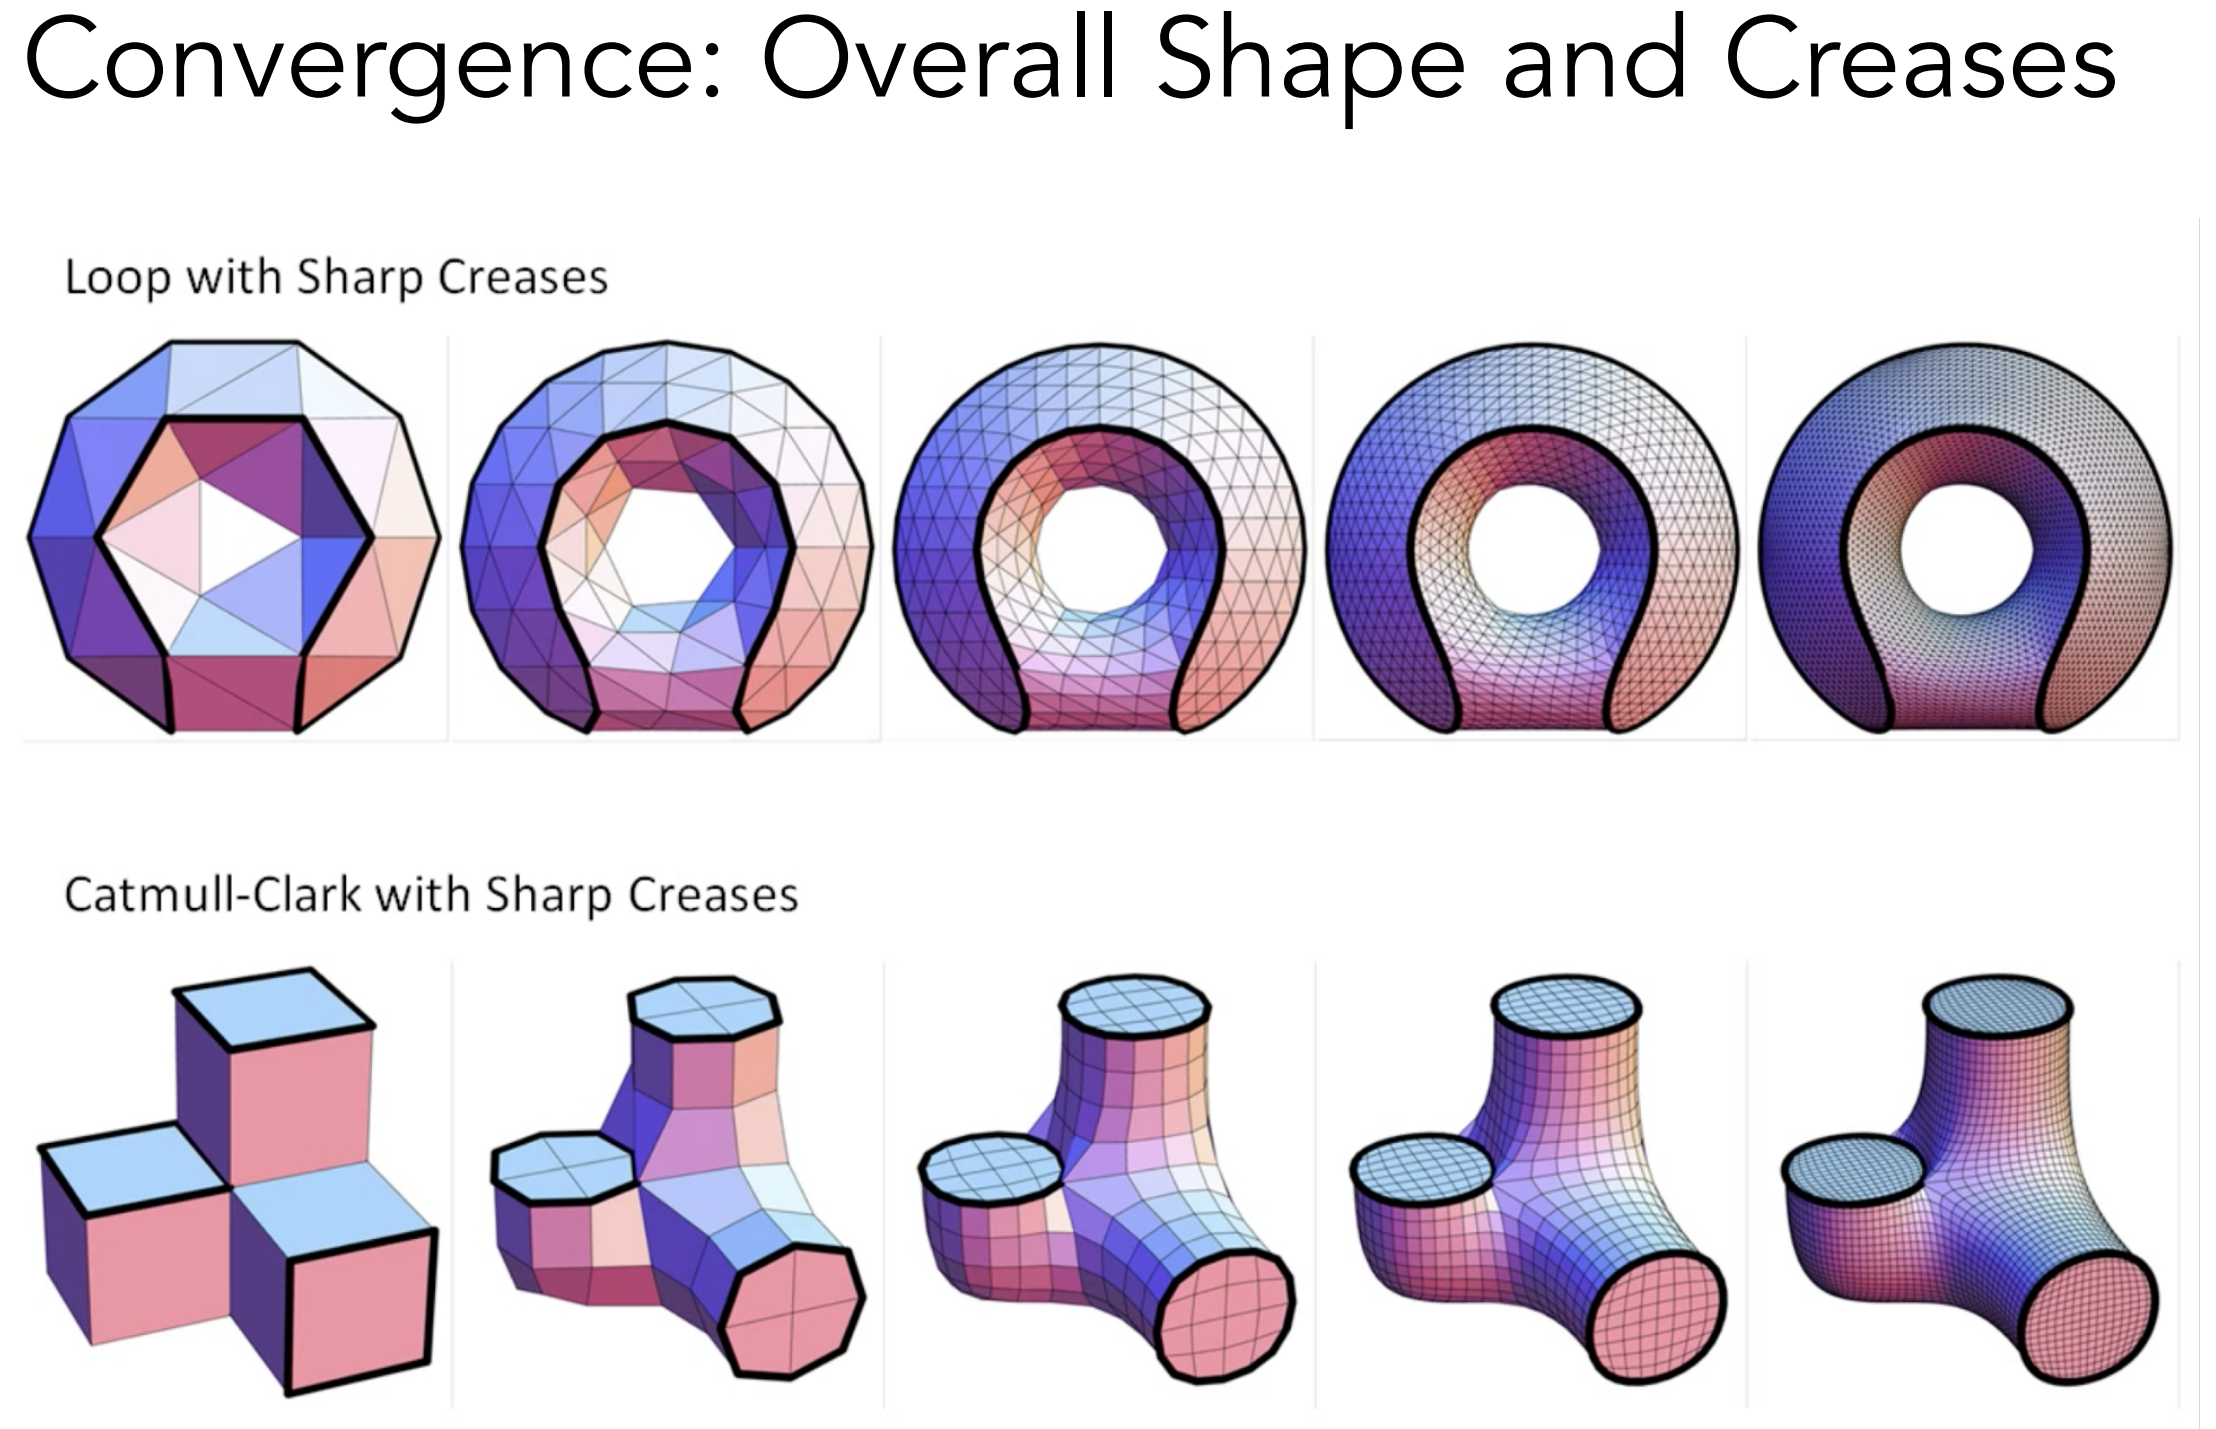 Convergence: Overall Shape and Creases
Loop with Sharp Creases
Catmull-Clark with Sharp Creases